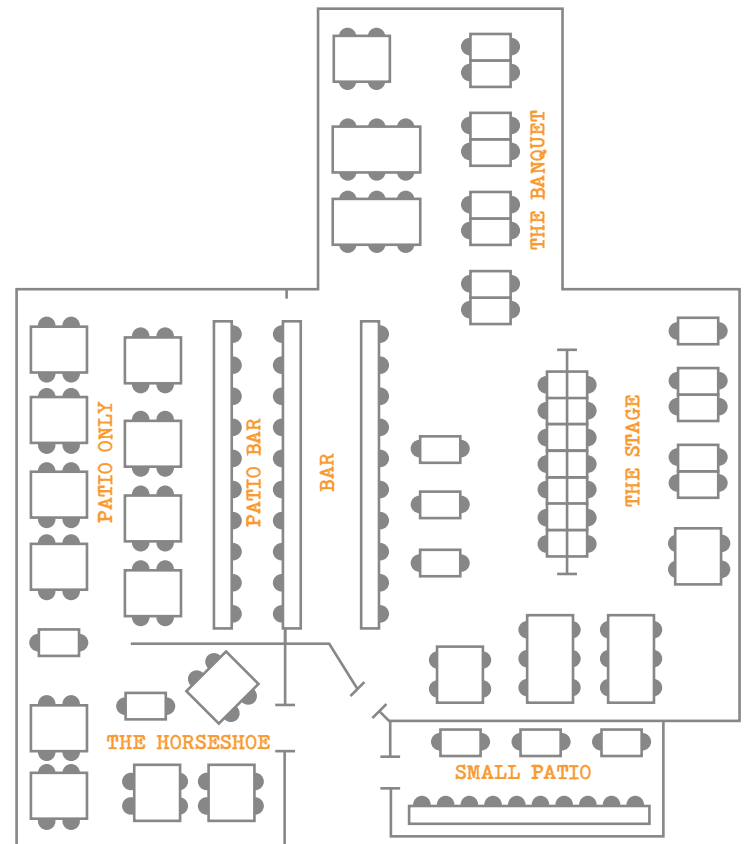 THE BANQUET
PATIO ONLY
PATIO BAR
BAR
THE STAGE
THE HORSESHOE
SMALL PATIO